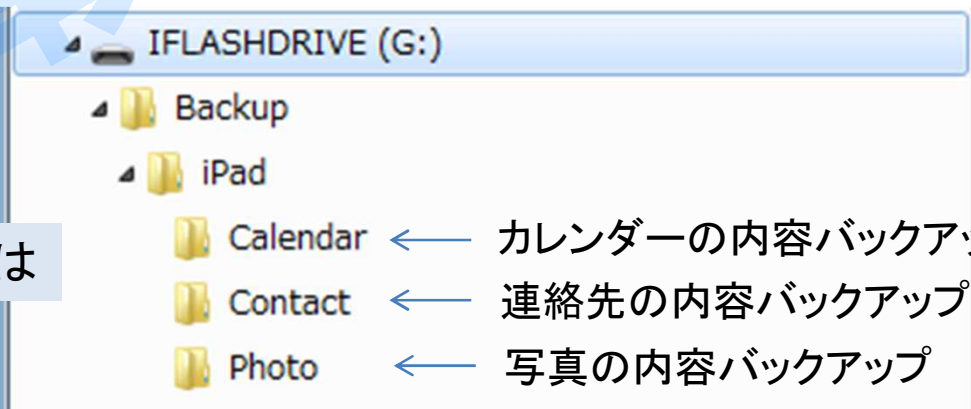 IFLASHDRIVE (G:)
Backup
iPad
は
Calendar ← カレンダーの内容バックア
Contact ← 連絡先の内容バックアップ
Photo ← 写真の内容バックアップ